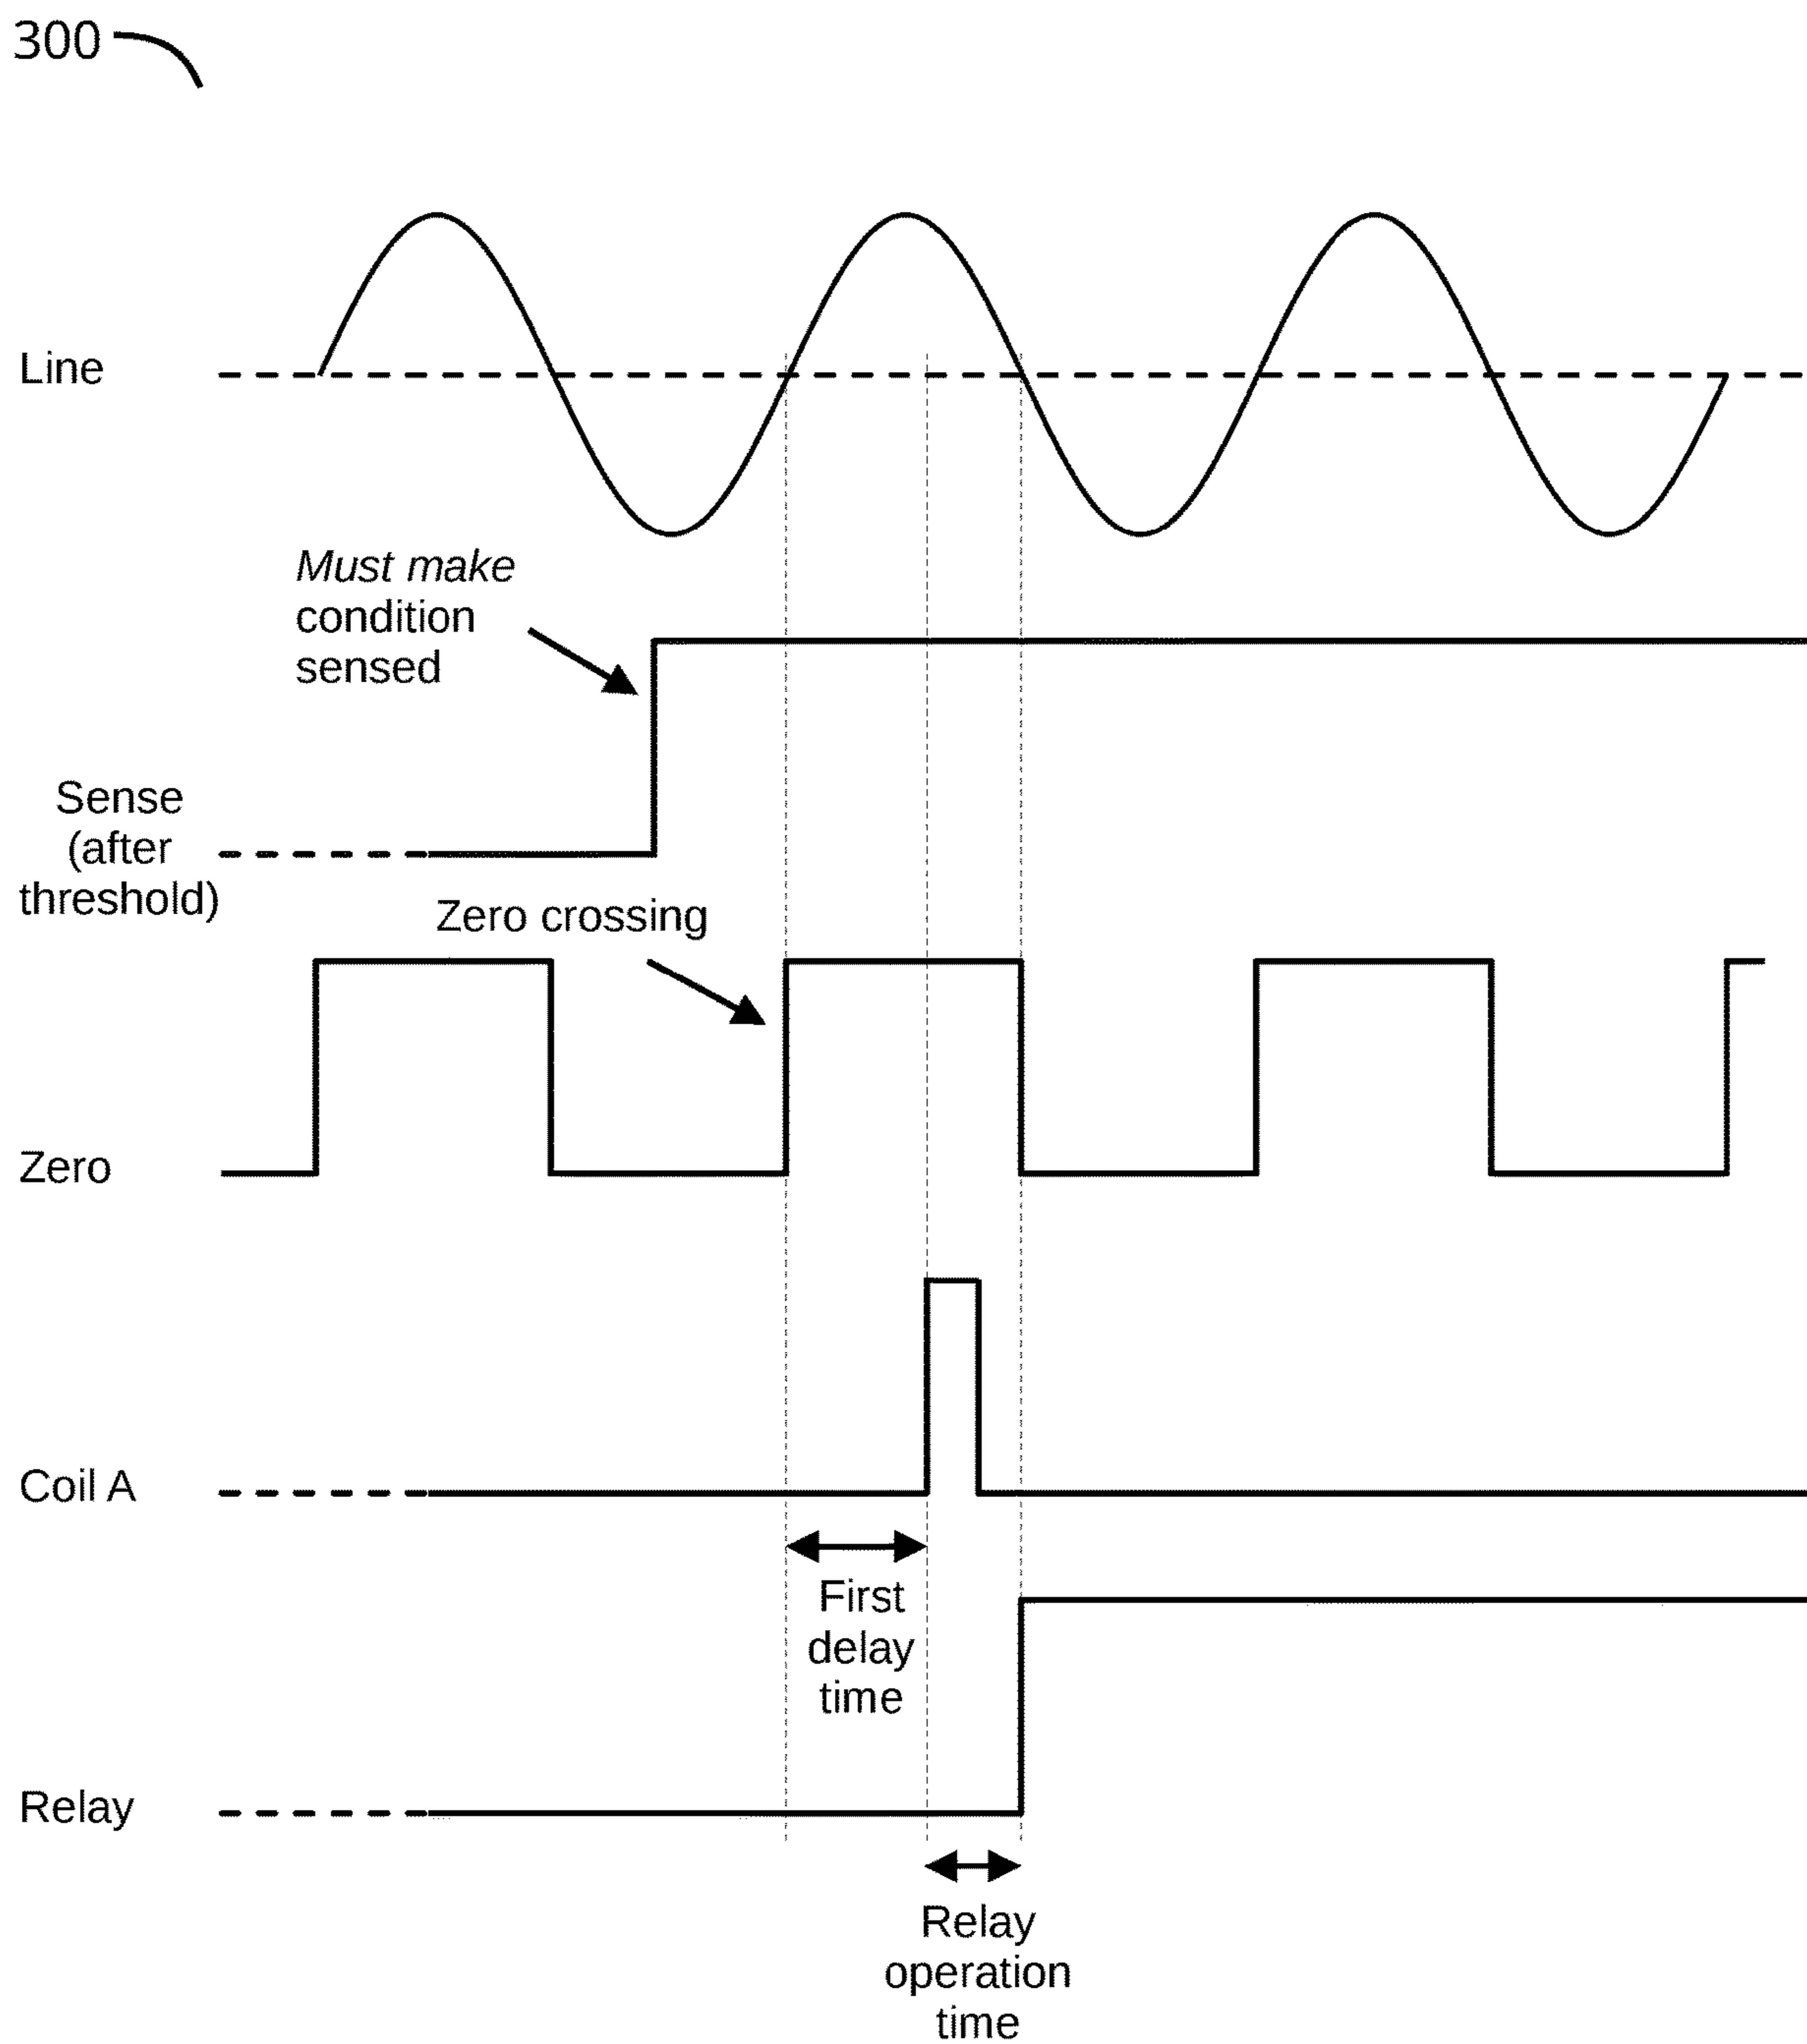 300
Line
Must make
condition
sensed
Sense
(after
threshold)
Zero crossing
Zero
Coil A
First
delay
time
Relay
Relay
operation
time